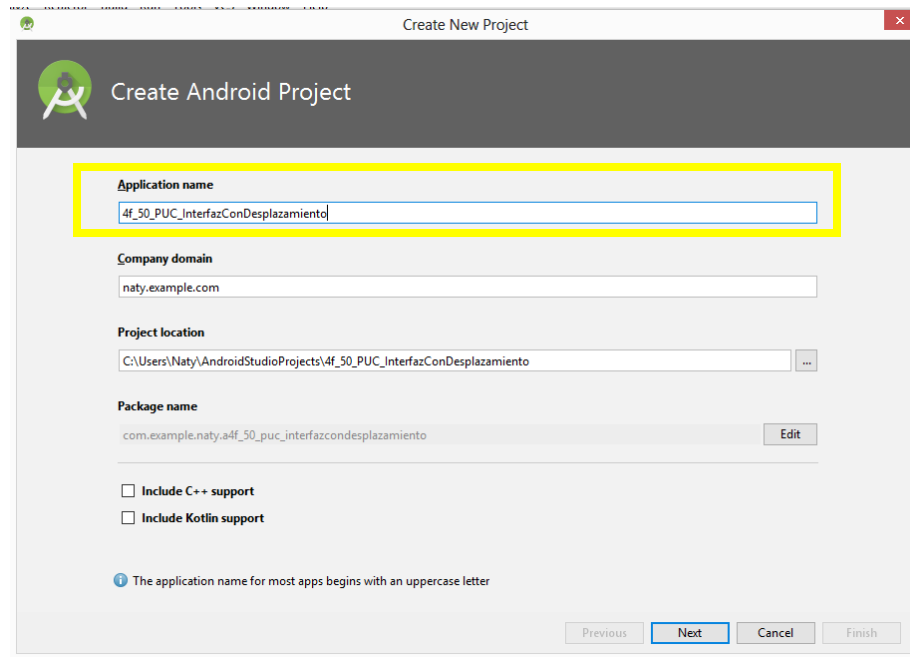 Create New Project
Create Android Project
Application name
4f_50_PUC_InterfazConDesplazamiento
Company domain
naty.example.com
Project location
C:\Users\Naty\AndroidStudioProjects\4f_50_PUC_InterfazConDesplazamiento
...
Package name
com.example.naty.a4f_50_puc_interfazcondesplazamiento
Edit
Include C++ support
Include Kotlin support
The application name for most apps begins with an uppercase letter
Previous Next Cancel Finish